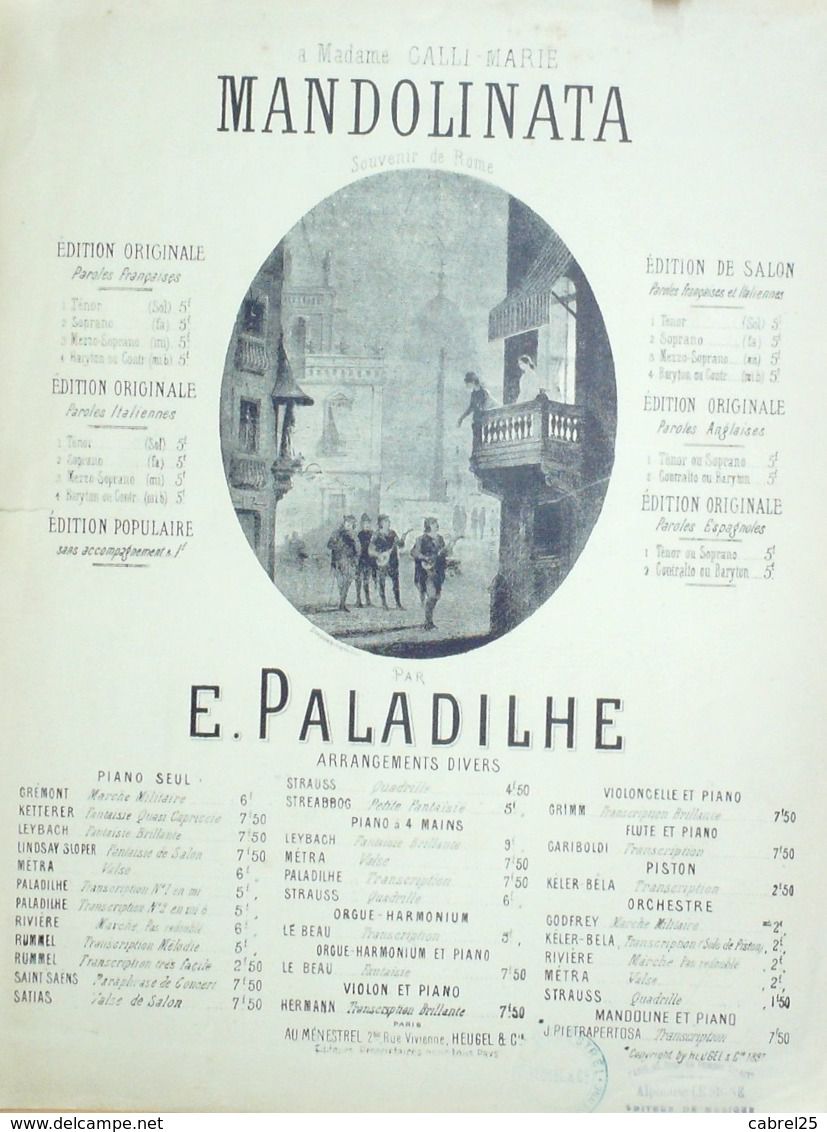 a Madame GALLI-MARIE
MANDOLINATA
Souvenir de Rome
ÉDITION ORIGINALE
Paroles Françaises
1 Ténor (Sol) 5f
2 Soprano (fa) 5f
3 Mezzo-Soprano (mi) 5f
4 Baryton ou Contr. (mi b) 5f
ÉDITION ORIGINALE
Paroles Italiennes
1 Ténor (Sol) 5f
2 Soprano (fa) 5f
3 Mezzo-Soprano (mi) 5f
4 Baryton ou Contr. (mi b) 5f
ÉDITION POPULAIRE
sans accompagnement n. 1f
ÉDITION DE SALON
Paroles Françaises et Italiennes
1 Ténor (Sol) 5f
2 Soprano (fa) 5f
3 Mezzo-Soprano (mi) 5f
4 Baryton ou Contr. (mi b) 5f
ÉDITION ORIGINALE
Paroles Anglaises
1 Ténor ou Soprano 5f
2 Contralto ou Baryton 5f
ÉDITION ORIGINALE
Paroles Espagnoles
1 Ténor ou Soprano 5f
2 Contralto ou Baryton 5f
PAR
E. PALADILHE
ARRANGEMENTS DIVERS
PIANO SEUL
CRÉMONT Marche Militaire 6f
KETTERER Fantaisie Quasi Capriccio 7f50
LEYBACH Fantaisie Brillante 7f50
LINDSAY SLOPER Fantaisie de Salon 7f50
MÉTRA Valse 6f
PALADILHE Transcription No 1 en mi 5f
PALADILHE Transcription No 2 en mi b 5f
RIVIÈRE Marche Pas redoublé 6f
RUMMEL Transcription Mélodie 5f
RUMMEL Transcription très facile 2f50
SAINT SAËNS Paraphrase de Concert 7f50
SATIAS Valse de Salon 7f50
STRAUSS Quadrille 4f50
STREABBOG Petite Fantaisie 5f
PIANO à 4 MAINS
LEYBACH Fantaisie Brillante 9f
MÉTRA Valse 7f50
PALADILHE Transcription 7f50
STRAUSS Quadrille 6f
ORGUE-HARMONIUM
LE BEAU Transcription 5f
ORGUE-HARMONIUM ET PIANO
LE BEAU Fantaisie 7f50
VIOLON ET PIANO
HERMANN Transcription Brillante 7f50
VIOLONCELLE ET PIANO
GRIMM Transcription Brillante 7f50
FLUTE ET PIANO
GARIBOLDI Transcription 7f50
PISTON
KÉLER-BÉLA Transcription 2f50
ORCHESTRE
GODFREY Marche Militaire 2f
KÉLER-BÉLA Transcription (Solo de Piston) 2f
RIVIÈRE Marche Pas redoublé 2f
MÉTRA Valse 2f
STRAUSS Quadrille 1f50
MANDOLINE ET PIANO
* J. PIETRAPERTOSA Transcription 7f50
PARIS
AU MÉNESTREL 2bis Rue Vivienne, HEUGEL & Cie
Éditeurs Propriétaires pour tous Pays
* Copyright by HEUGEL & Cie
cabrel25